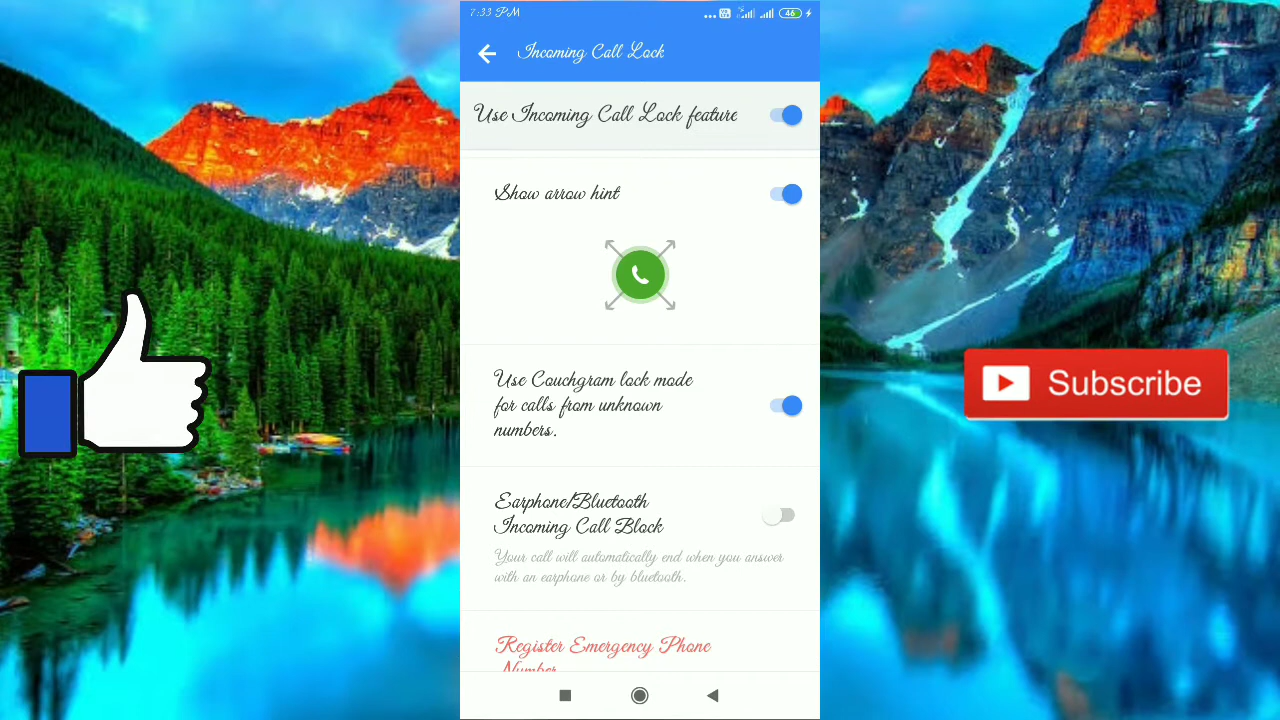 7:33 PM
46
Incoming Call Lock
Use Incoming Call Lock feature
Show arrow hint
Use Couchgram lock mode
for calls from unknown
numbers.
Subscribe
Earphone/Bluetooth
Incoming Call Block
Your call will automatically end when you answer
with an earphone or by bluetooth.
Register Emergency Phone
Number